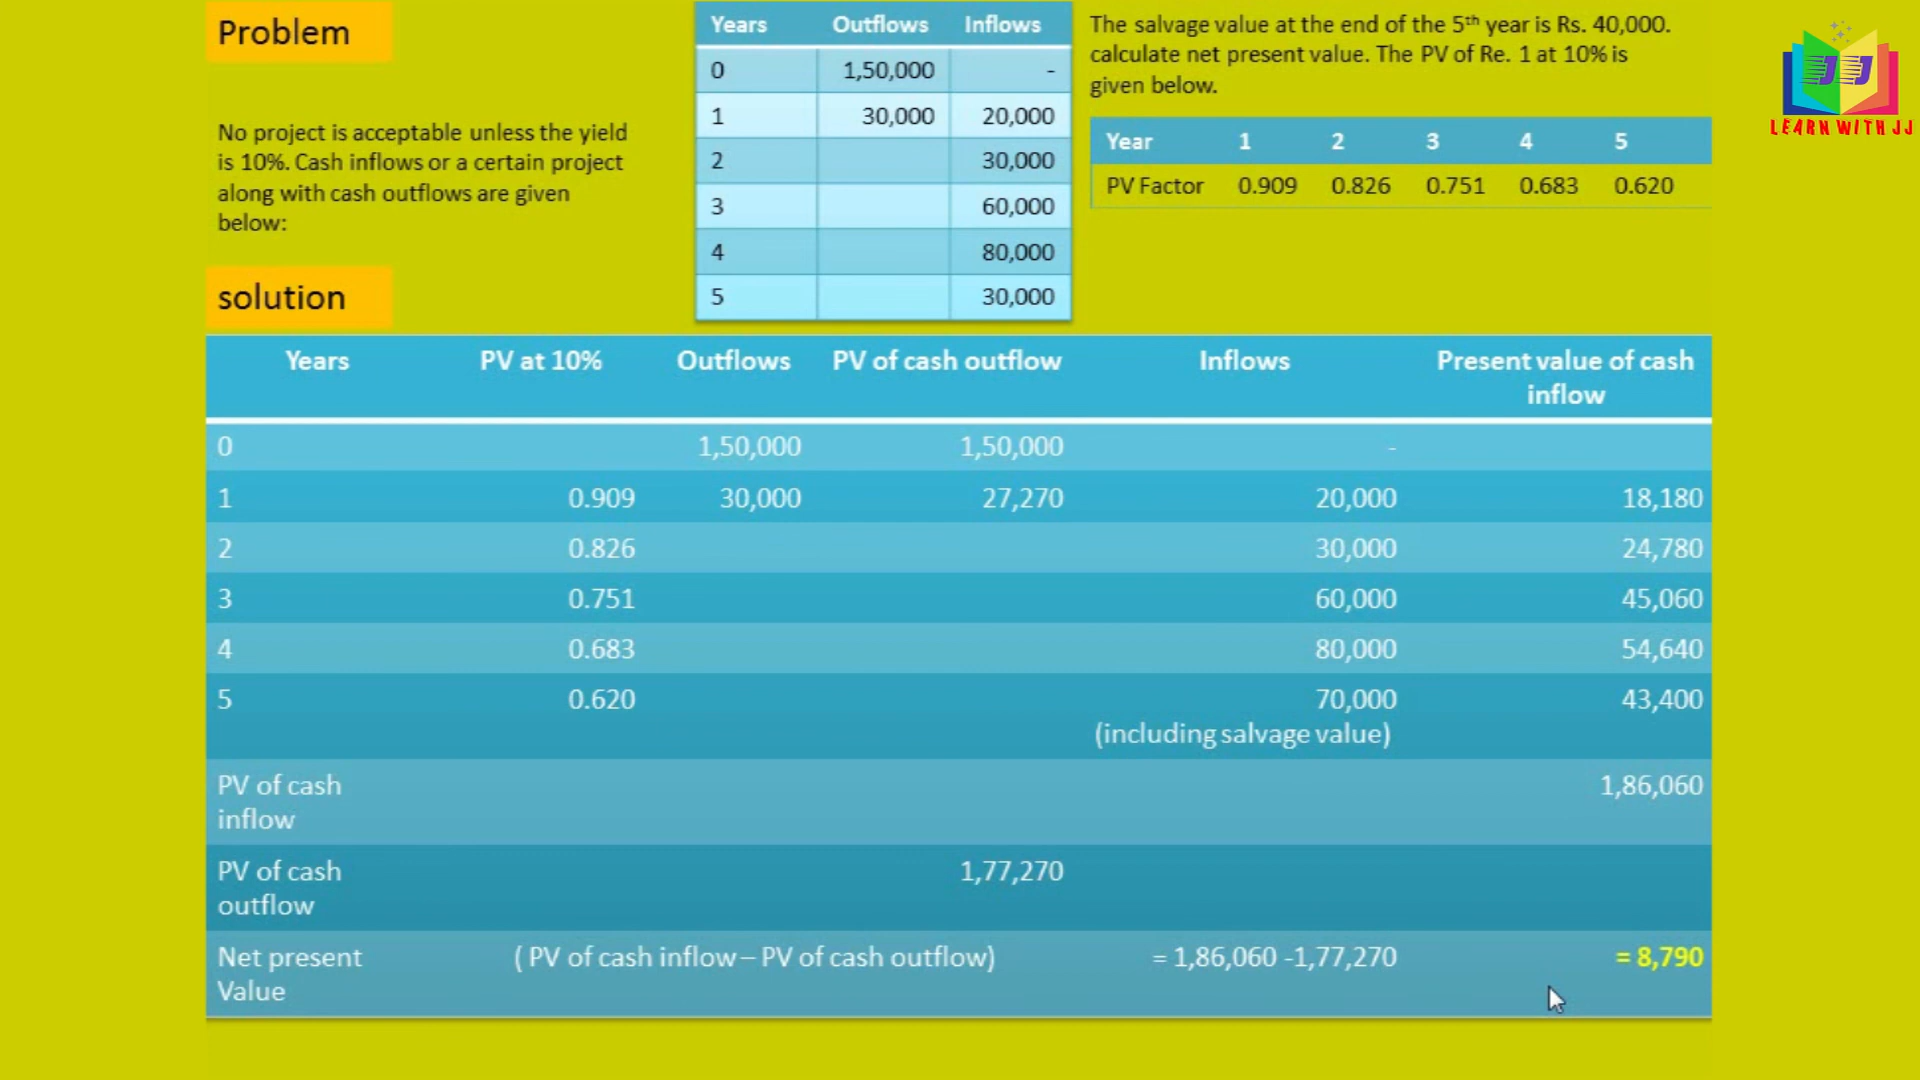 Problem
No project is acceptable unless the yield
is 10%. Cash inflows or a certain project
along with cash outflows are given
below:
Years Outflows Inflows
0 1,50,000 -
1 30,000 20,000
2 30,000
3 60,000
4 80,000
5 30,000
The salvage value at the end of the 5th year is Rs. 40,000.
calculate net present value. The PV of Re. 1 at 10% is
given below.
Year 1 2 3 4 5
PV Factor 0.909 0.826 0.751 0.683 0.620
JJ
LEARN WITH JJ
solution
Years PV at 10% Outflows PV of cash outflow Inflows Present value of cash
inflow
0 1,50,000 1,50,000 -
1 0.909 30,000 27,270 20,000 18,180
2 0.826 30,000 24,780
3 0.751 60,000 45,060
4 0.683 80,000 54,640
5 0.620 70,000 43,400
(including salvage value)
PV of cash 1,86,060
inflow
PV of cash 1,77,270
outflow
Net present ( PV of cash inflow – PV of cash outflow) = 1,86,060 -1,77,270 = 8,790
Value